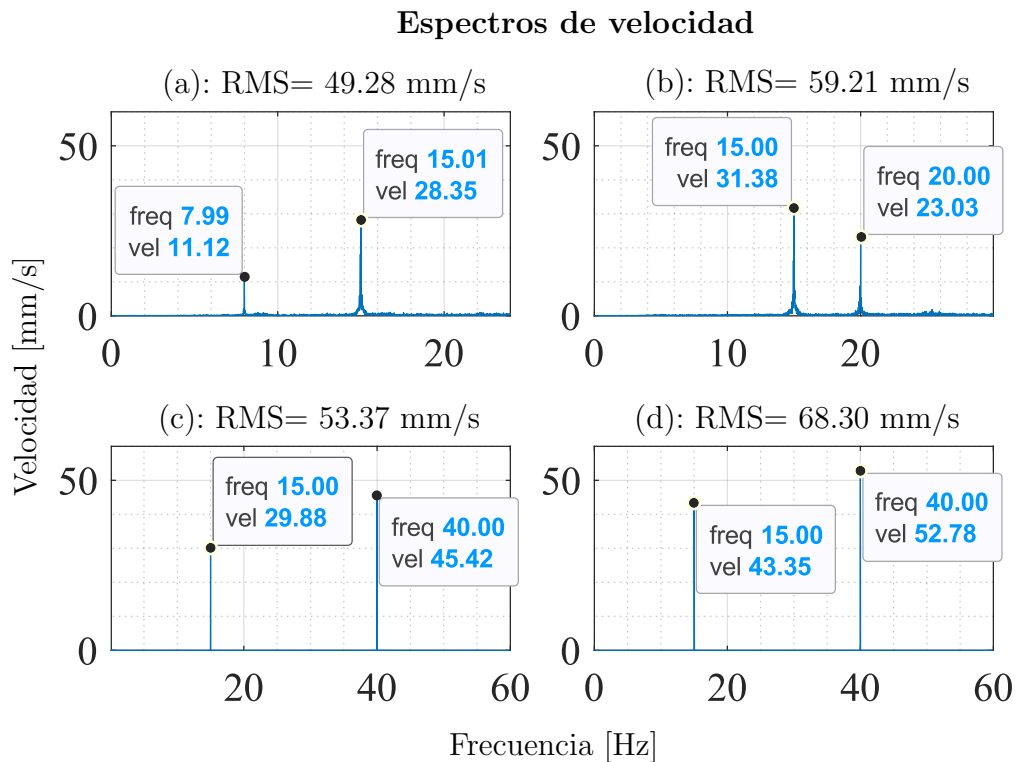 Espectros de velocidad
(a): RMS= 49.28 mm/s
50
0
0
10
20
freq 7.99
vel 11.12
freq 15.01
vel 28.35
(b): RMS= 59.21 mm/s
50
0
0
20
freq 15.00
vel 31.38
freq 20.00
vel 23.03
(c): RMS= 53.37 mm/s
50
0
20
40
60
freq 15.00
vel 29.88
freq 40.00
vel 45.42
(d): RMS= 68.30 mm/s
50
0
0
20
40
60
freq 15.00
vel 43.35
freq 40.00
vel 52.78
Velocidad [mm/s]
Frecuencia [Hz]